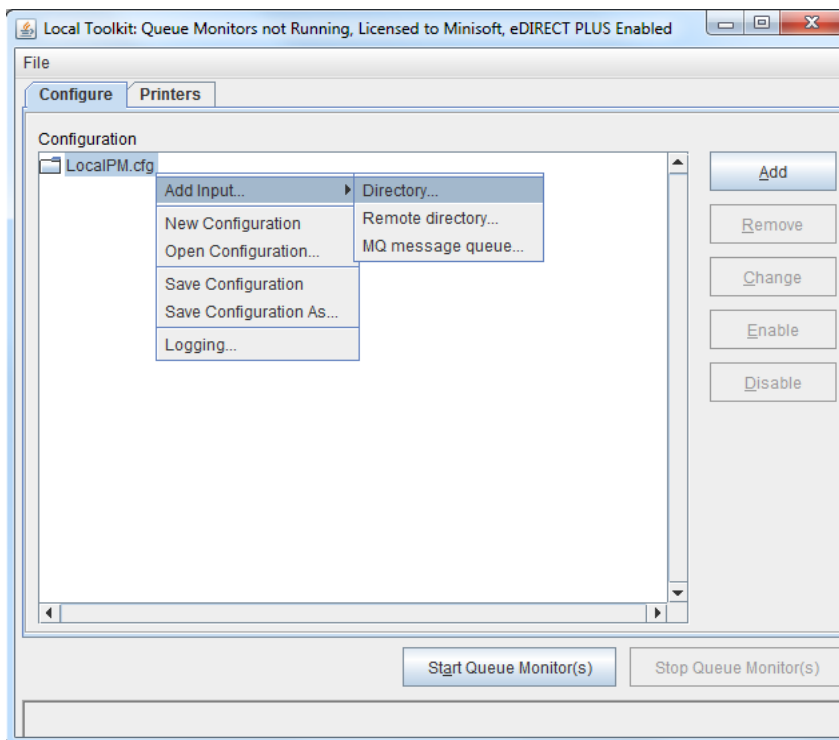 Local Toolkit: Queue Monitors not Running, Licensed to Minisoft, eDIRECT PLUS Enabled
File
Configure Printers
Configuration
LocalPM.cfg
Add
Add Input... Directory...
New Configuration Remote directory...
Remove
Open Configuration... MQ message queue...
Save Configuration
Change
Save Configuration As...
Logging...
Enable
Disable
Start Queue Monitor(s) Stop Queue Monitor(s)